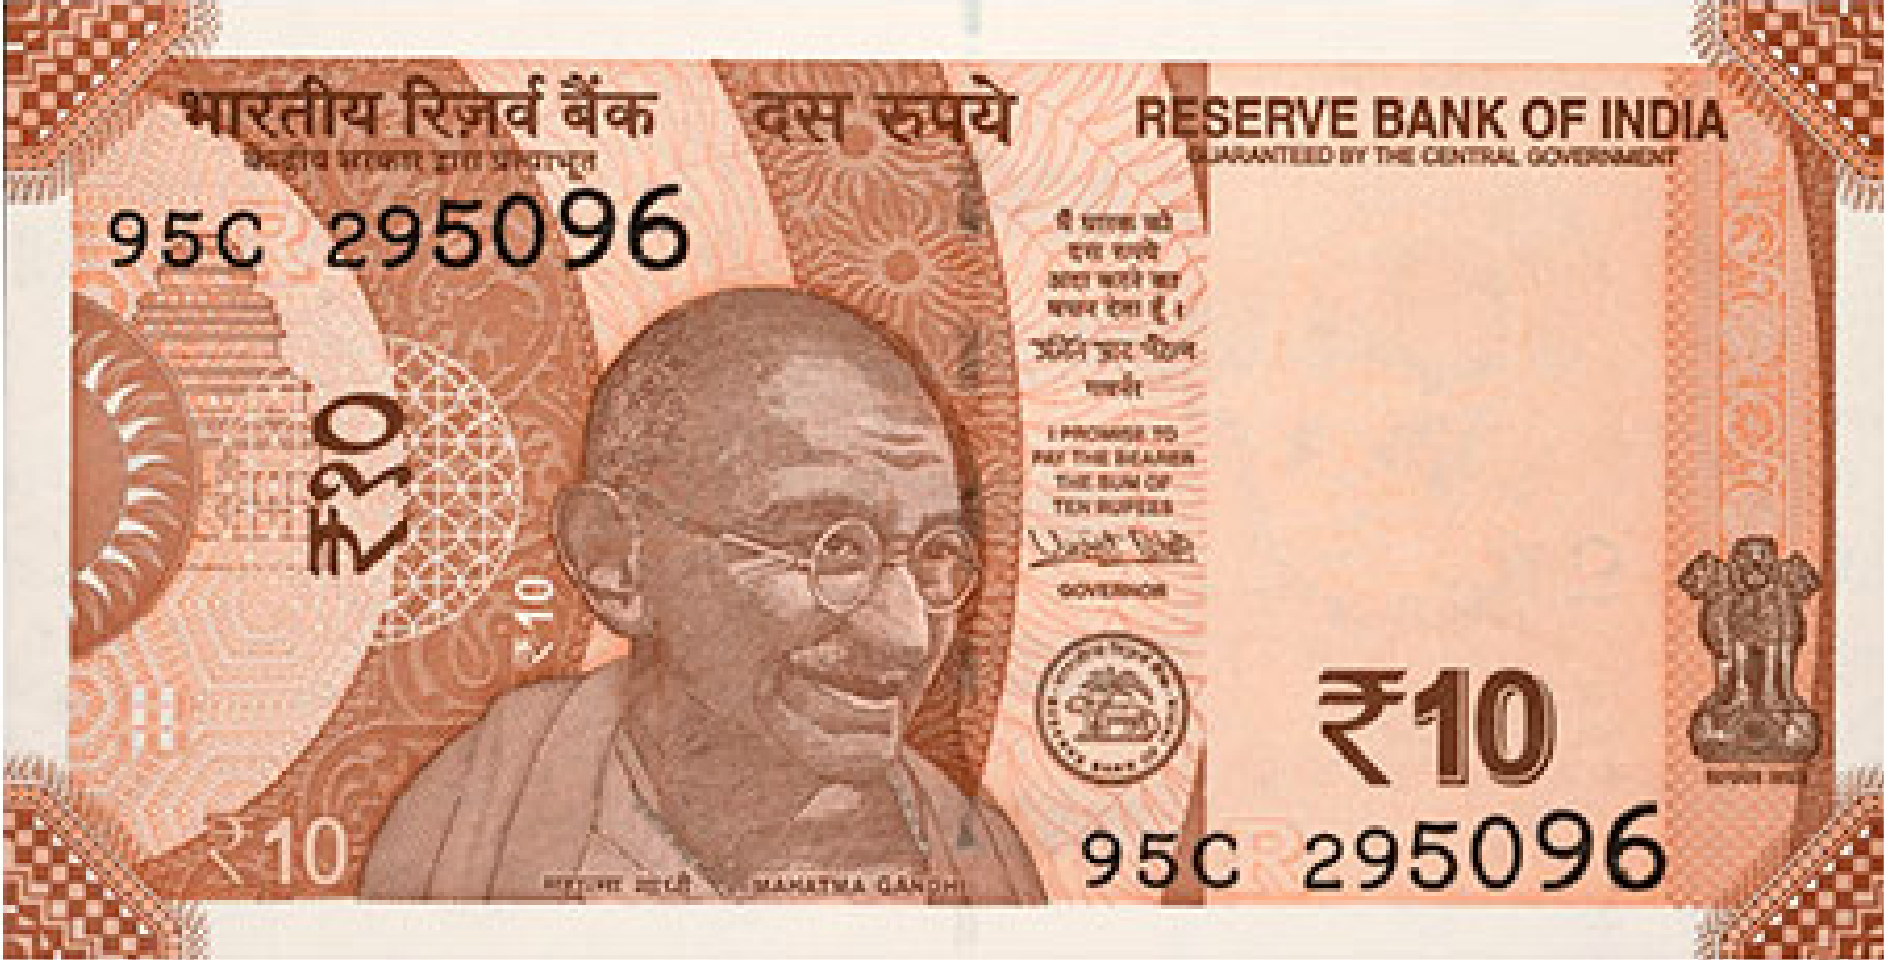 भारतीय रिज़र्व बैंक
केन्द्रीय सरकार द्वारा प्रत्याभूत
दस रुपये
RESERVE BANK OF INDIA
GUARANTEED BY THE CENTRAL GOVERNMENT
95C 295096
मैं धारक को
दस रुपये
अदा करने का
वचन देता हूँ।
गवर्नर
I PROMISE TO
PAY THE BEARER
THE SUM OF
TEN RUPEES
GOVERNOR
₹१०
₹10
₹10
₹10
महात्मा गांधी MAHATMA GANDHI
95C 295096